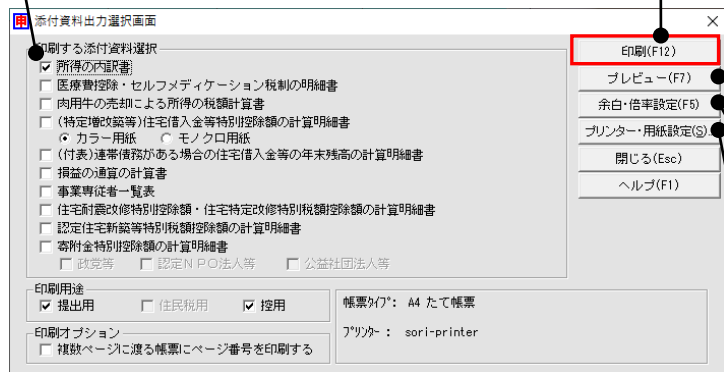 申 添付資料出力選択画面
印刷する添付資料選択
所得の内訳書
医療費控除・セルフメディケーション税制の明細書
肉用牛の売却による所得の税額計算書
(特定増改築等)住宅借入金等特別控除額の計算明細書
カラー用紙 モノクロ用紙
(付表)連帯債務がある場合の住宅借入金等の年末残高の計算明細書
損益の通算の計算書
事業専従者一覧表
住宅耐震改修特別控除額・住宅特定改修特別税額控除額の計算明細書
認定住宅新築等特別税額控除額の計算明細書
寄附金特別控除額の計算明細書
政党等 認定NPO法人等 公益社団法人等
印刷(F12)
プレビュー(F7)
余白・倍率設定(F5)
プリンター・用紙設定(S)..
閉じる(Esc)
ヘルプ(F1)
印刷用途
提出用 住民税用 控用
印刷オプション
複数ページに渡る帳票にページ番号を印刷する
帳票ﾀｲﾌﾟ: A4 たて帳票
ﾌﾟﾘﾝﾀｰ: sori-printer